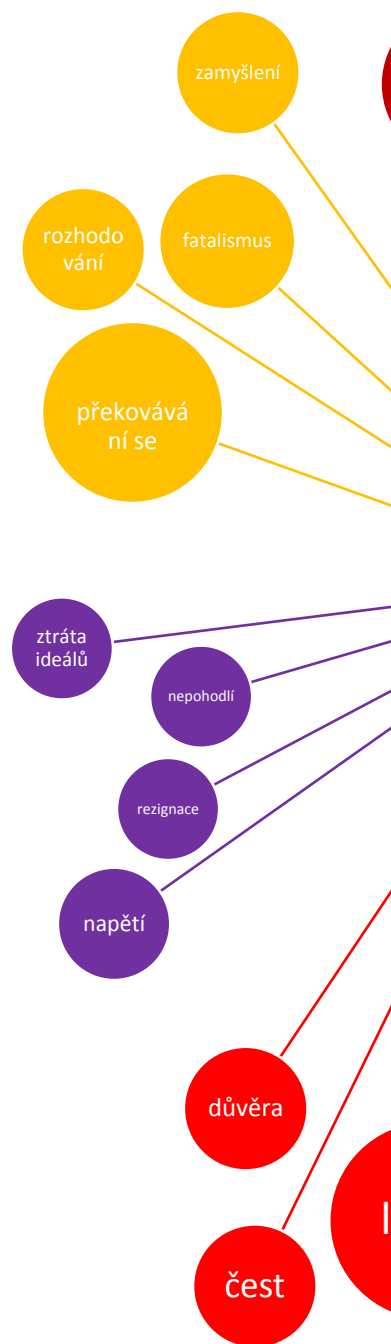 zamyšlení
fatalismus
rozhodo
vání
překovává
ní se
ztráta
ideálů
nepohodlí
rezignace
napětí
důvěra
čest